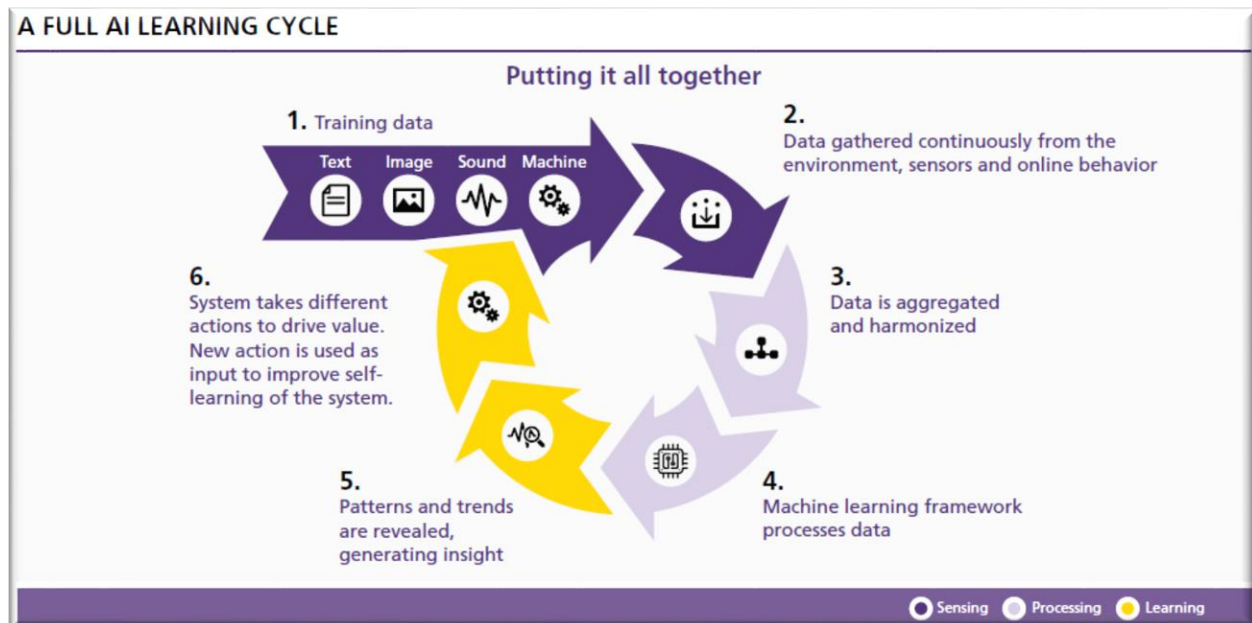 A FULL AI LEARNING CYCLE
Putting it all together
1. Training data
Text Image Sound Machine
2.
Data gathered continuously from the
environment, sensors and online behavior
3.
Data is aggregated
and harmonized
4.
Machine learning framework
processes data
5.
Patterns and trends
are revealed,
generating insight
6.
System takes different
actions to drive value.
New action is used as
input to improve self-
learning of the system.
Sensing Processing Learning